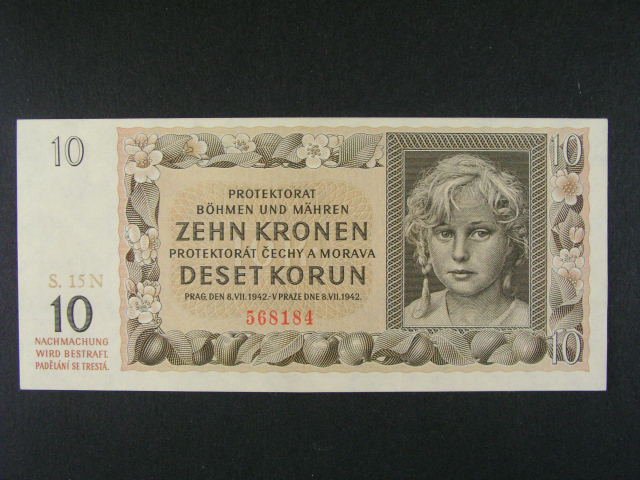 10
10
PROTEKTORAT
BÖHMEN UND MÄHREN
ZEHN KRONEN
PROTEKTORÁT ČECHY A MORAVA
DESET KORUN
PRAG, DEN 8. VII. 1942.-V PRAZE DNE 8. VII. 1942.
568184
S. 15 N
10
NACHMACHUNG
WIRD BESTRAFT.
PADĚLÁNÍ SE TRESTÁ.
10